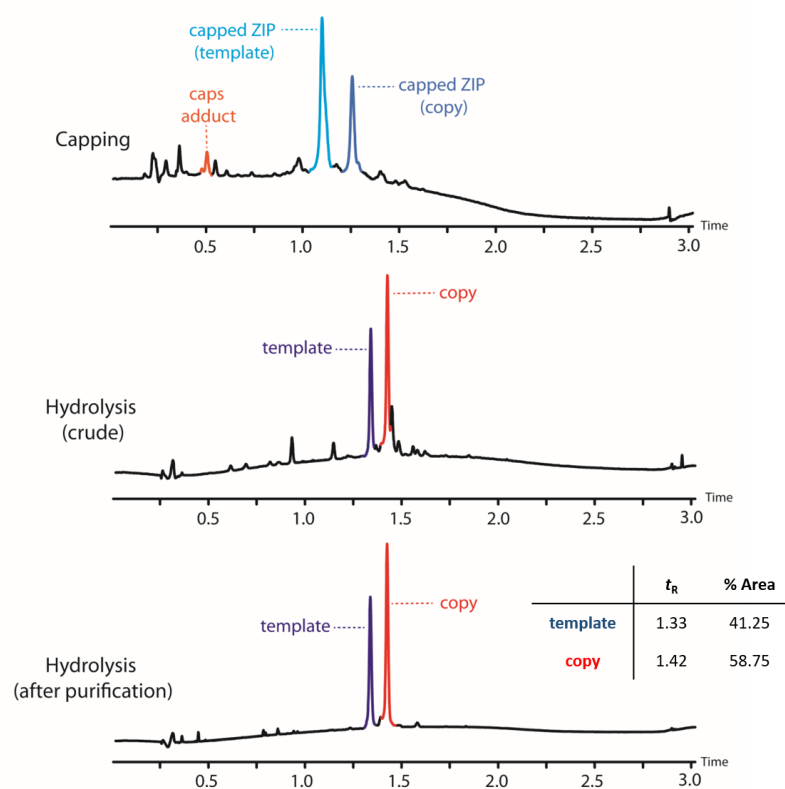 capped ZIP
(template)
capped ZIP
(copy)
caps
adduct
Capping
Time
0.5 1.0 1.5 2.0 2.5 3.0
copy
template
Hydrolysis
(crude)
Time
0.5 1.0 1.5 2.0 2.5 3.0
copy
template
Hydrolysis
(after purification)
tR % Area
template 1.33 41.25
copy 1.42 58.75
Time
0.5 1.0 1.5 2.0 2.5 3.0